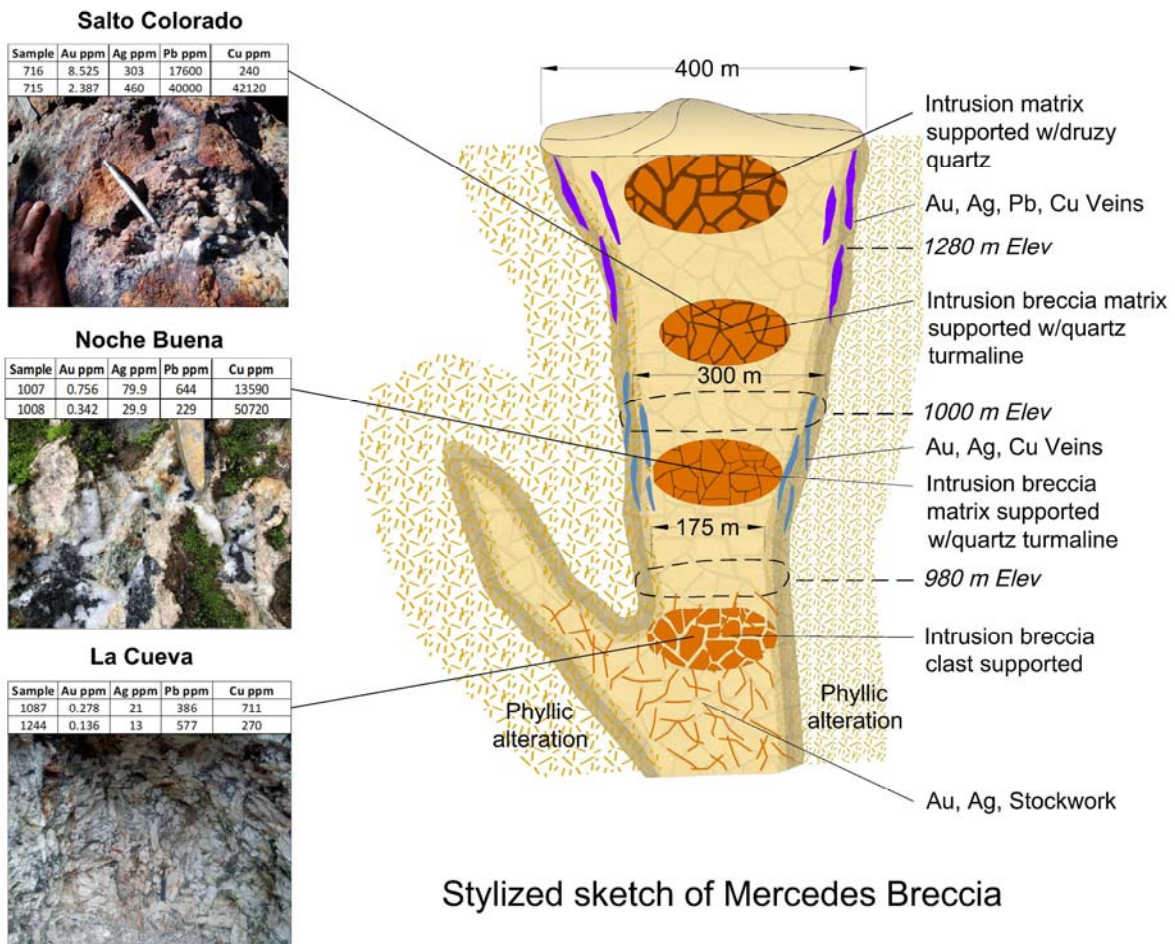 Salto Colorado
Sample Au ppm Ag ppm Pb ppm Cu ppm
716 8.525 303 17600 240
715 2.387 460 40000 42120
Noche Buena
Sample Au ppm Ag ppm Pb ppm Cu ppm
1007 0.756 79.9 644 13590
1008 0.342 29.9 229 50720
La Cueva
Sample Au ppm Ag ppm Pb ppm Cu ppm
1087 0.278 21 386 711
1244 0.136 13 577 270
400 m
Intrusion matrix
supported w/druzy
quartz
Au, Ag, Pb, Cu Veins
1280 m Elev
Intrusion breccia matrix
supported w/quartz
turmaline
300 m
1000 m Elev
Au, Ag, Cu Veins
Intrusion breccia
matrix supported
w/quartz turmaline
175 m
980 m Elev
Intrusion breccia
clast supported
Phyllic
alteration
Phyllic
alteration
Au, Ag, Stockwork
Stylized sketch of Mercedes Breccia